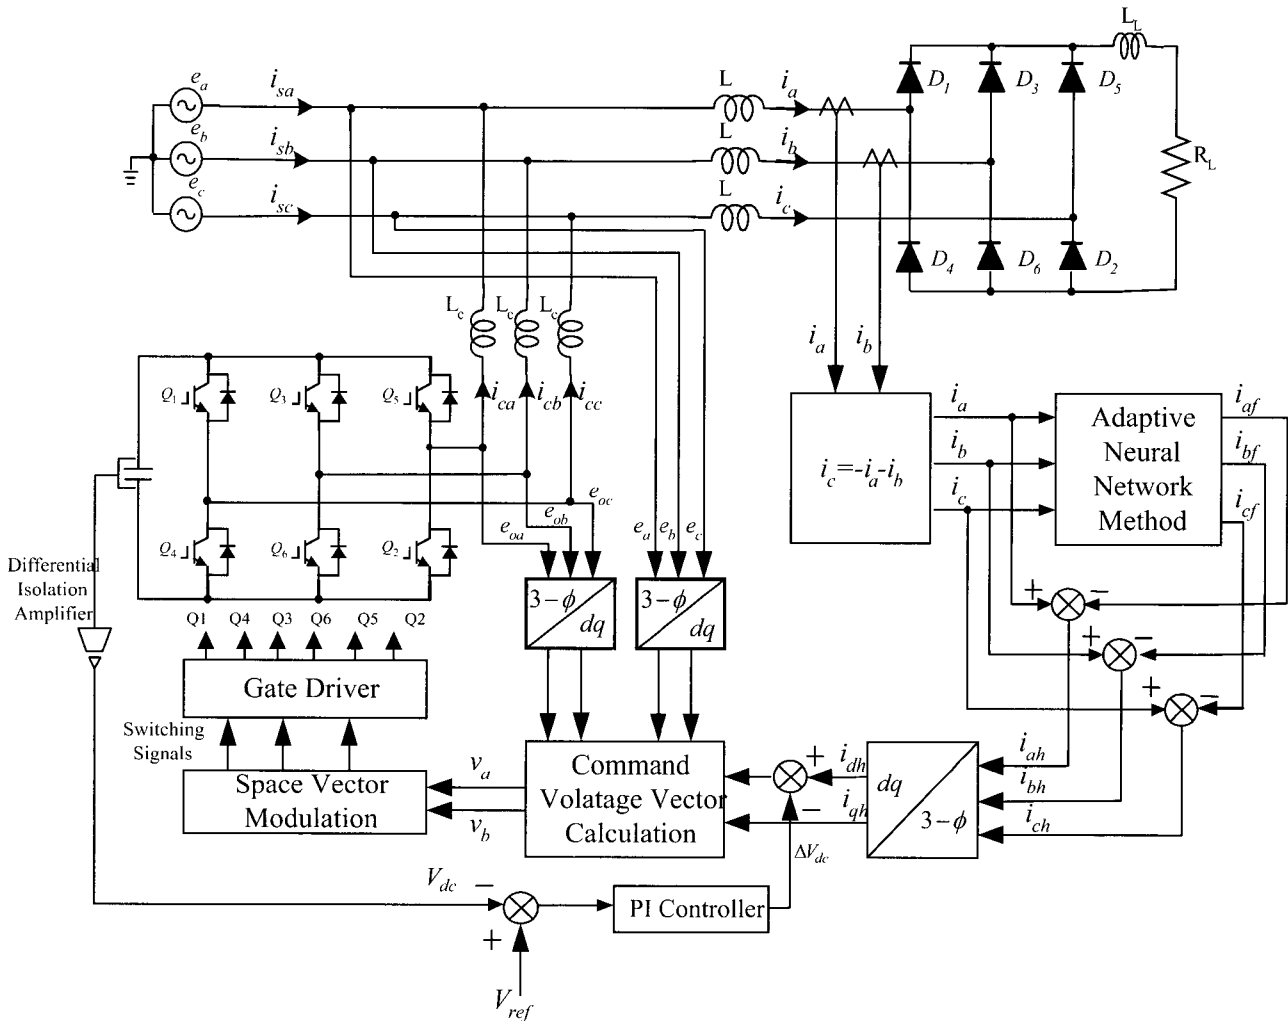 L_L
e_a
i_sa
L
i_a
D_1
D_3
D_5
e_b
i_sb
L
i_b
R_L
e_c
i_sc
L
i_c
D_4
D_6
D_2
L_c
L_c
L_c
i_a
i_b
Q_1
Q_3
Q_5
i_ca
i_cb
i_cc
i_c=-i_a-i_b
i_a
i_b
i_c
Adaptive
Neural
Network
Method
i_af
i_bf
i_cf
e_oc
e_ob
e_oa
e_a
e_b
e_c
Q_4
Q_6
Q_2
Differential
Isolation
Amplifier
3-ϕ
dq
3-ϕ
dq
+
−
+
−
+
−
Q1
Q4
Q3
Q6
Q5
Q2
Gate Driver
Switching
Signals
Space Vector
Modulation
v_a
v_b
Command
Volatage Vector
Calculation
+
−
i_dh
i_qh
dq
3-ϕ
i_ah
i_bh
i_ch
ΔV_dc
V_dc
−
+
PI Controller
V_ref